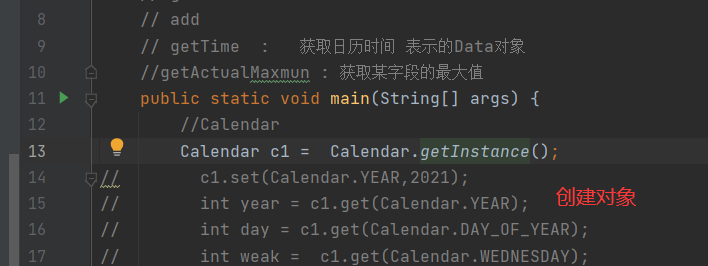 8 // add
9 // getTime : 获取日历时间 表示的Data对象
10 //getActualMaxmun : 获取某字段的最大值
11 public static void main(String[] args) {
12 //Calendar
13 Calendar c1 = Calendar.getInstance();
14 // c1.set(Calendar.YEAR,2021);
15 // int year = c1.get(Calendar.YEAR);
创建对象
16 // int day = c1.get(Calendar.DAY_OF_YEAR);
17 // int weak = c1.get(Calendar.WEDNESDAY);